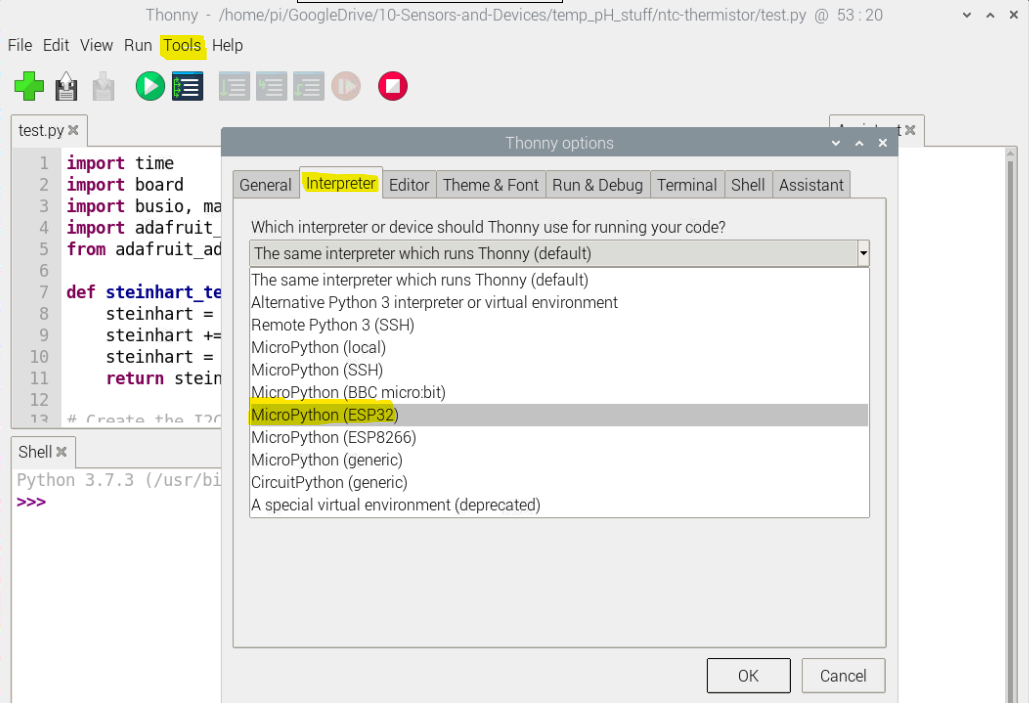 Thonny - /home/pi/GoogleDrive/10-Sensors-and-Devices/temp_pH_stuff/ntc-thermistor/test.py @ 53 : 20
File Edit View Run Tools Help
test.py
1 import time
2 import board
3 import busio, ma
4 import adafruit_
5 from adafruit_ad
6
7 def steinhart_te
8 steinhart =
9 steinhart +=
10 steinhart =
11 return stein
12
13 # Create the I2C
Shell
Python 3.7.3 (/usr/bi
>>>
Thonny options
General Interpreter Editor Theme & Font Run & Debug Terminal Shell Assistant
Which interpreter or device should Thonny use for running your code?
The same interpreter which runs Thonny (default)
The same interpreter which runs Thonny (default)
Alternative Python 3 interpreter or virtual environment
Remote Python 3 (SSH)
MicroPython (local)
MicroPython (SSH)
MicroPython (BBC micro:bit)
MicroPython (ESP32)
MicroPython (ESP8266)
MicroPython (generic)
CircuitPython (generic)
A special virtual environment (deprecated)
OK Cancel